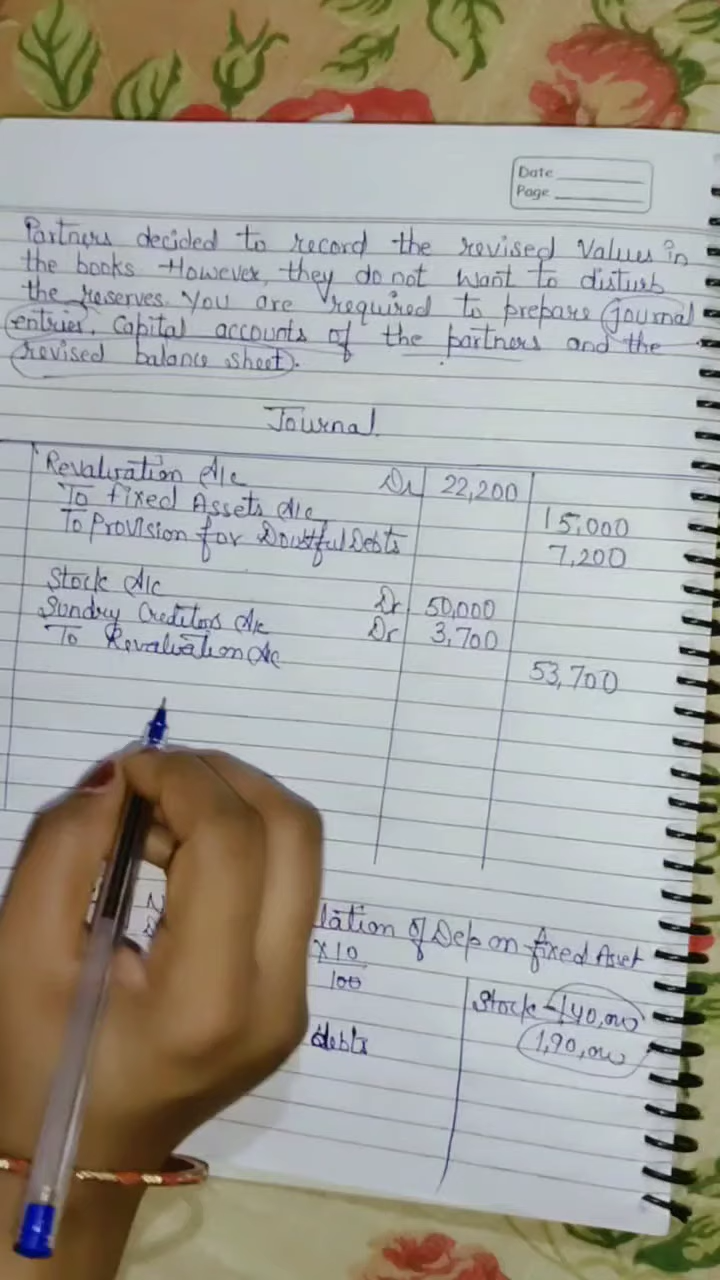 Date
Page
Partners decided to record the revised values in
the books. However, they do not want to disturb
the reserves. You are required to prepare journal
entries, capital accounts of the partners and the
revised balance sheet.
Journal
Revaluation A/c Dr 22,200
To fixed Assets A/c 15,000
To Provision for Doubtful Debts 7,200
Stock A/c Dr 50,000
Sundry Creditors A/c Dr 3,700
To Revaluation A/c 53,700
lation of Dep on fixed Asset
x 10
100
Stock - 140,000
1,90,000
debts